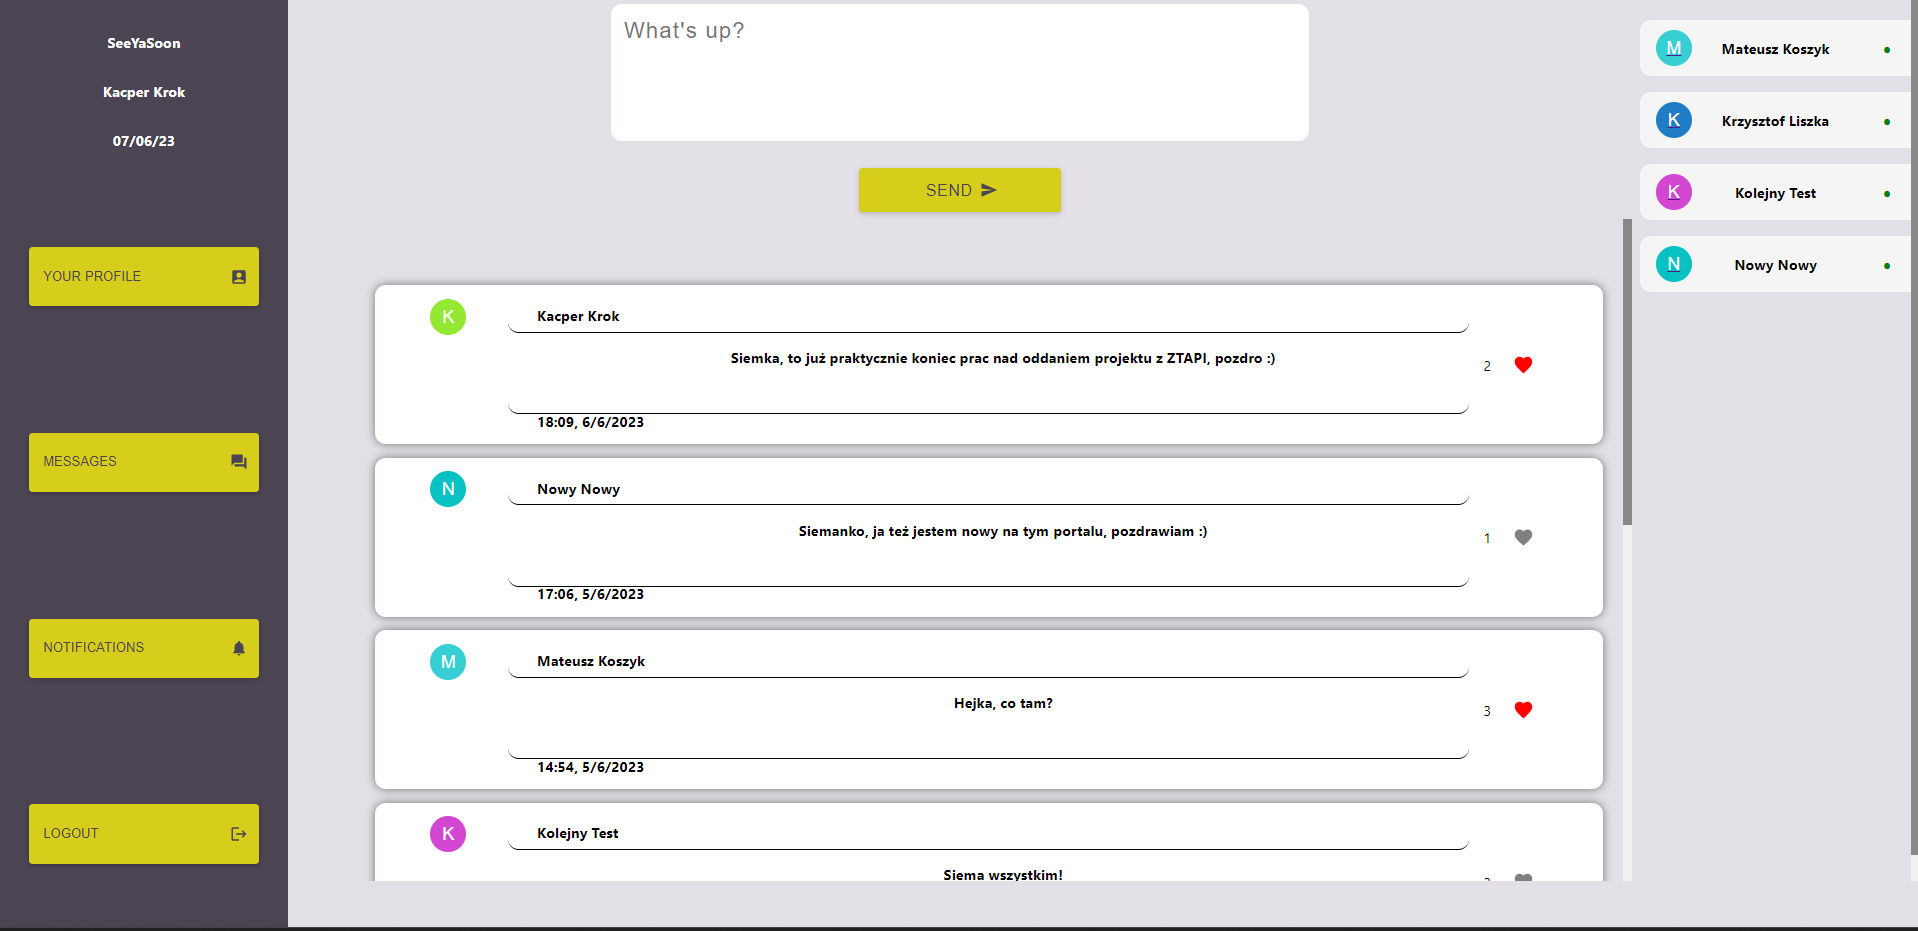 SeeYaSoon
Kacper Krok
07/06/23
YOUR PROFILE
MESSAGES
NOTIFICATIONS
LOGOUT
What's up?
SEND
K
Kacper Krok
Siemka, to już praktycznie koniec prac nad oddaniem projektu z ZTAPI, pozdro :)
2
18:09, 6/6/2023
N
Nowy Nowy
Siemanko, ja też jestem nowy na tym portalu, pozdrawiam :)
1
17:06, 5/6/2023
M
Mateusz Koszyk
Hejka, co tam?
3
14:54, 5/6/2023
K
Kolejny Test
Siema wszystkim!
M
Mateusz Koszyk
K
Krzysztof Liszka
K
Kolejny Test
N
Nowy Nowy